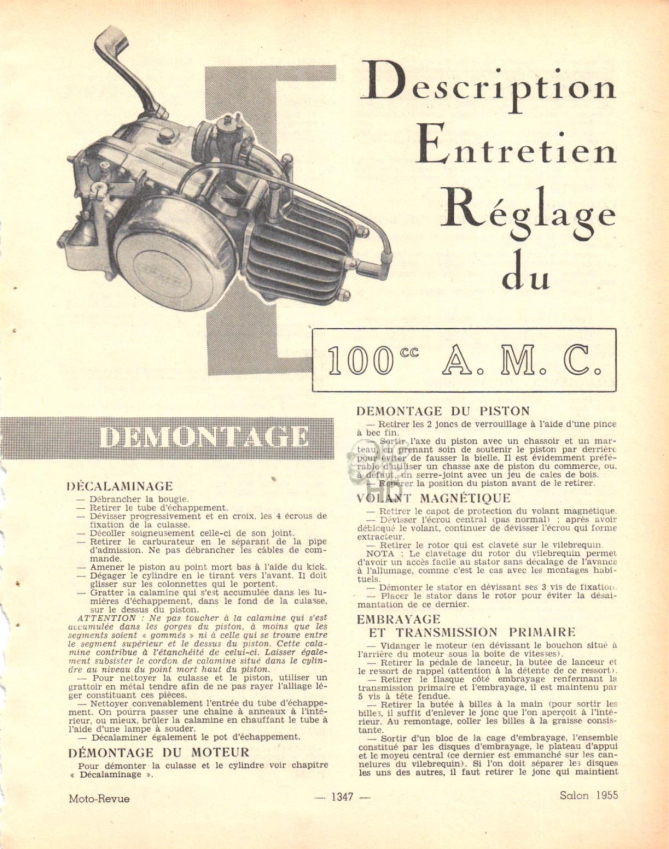 Description
Entretien
Réglage
du
100cc A. M. C.
DEMONTAGE
DÉCALAMINAGE
— Débrancher la bougie.
— Retirer le tube d'échappement.
— Dévisser progressivement et en croix, les 4 écrous de
fixation de la culasse.
— Décoller soigneusement celle-ci de son joint.
— Retirer le carburateur en le séparant de la pipe
d'admission. Ne pas débrancher les câbles de com-
mande.
— Amener le piston au point mort bas à l'aide du kick.
— Dégager le cylindre en le tirant vers l'avant. Il doit
glisser sur les colonnettes qui le portent.
— Gratter la calamine qui s'est accumulée dans les lu-
mières d'échappement, dans le fond de la culasse,
sur le dessus du piston.
ATTENTION : Ne pas toucher à la calamine qui s'est
accumulée dans les gorges du piston, à moins que les
segments soient « gommés » ni à celle qui se trouve entre
le segment supérieur et le dessus du piston. Cette cala-
mine contribue à l'étanchéité de celui-ci. Laisser égale-
ment subsister le cordon de calamine situé dans le cylin-
dre au niveau du point mort haut du piston.
— Pour nettoyer la culasse et le piston, utiliser un
grattoir en métal tendre afin de ne pas rayer l'alliage lé-
ger constituant ces pièces.
— Nettoyer convenablement l'entrée du tube d'échappe-
ment. On pourra passer une chaîne à anneaux à l'inté-
rieur, ou mieux, brûler la calamine en chauffant le tube à
l'aide d'une lampe à souder.
— Décalaminer également le pot d'échappement.
DÉMONTAGE DU MOTEUR
Pour démonter la culasse et le cylindre voir chapitre
« Décalaminage ».
DEMONTAGE DU PISTON
— Retirer les 2 joncs de verrouillage à l'aide d'une pince
à bec fin.
— Sortir l'axe du piston avec un chassoir et un mar-
teau, en prenant soin de soutenir le piston par derrière
pour éviter de fausser la bielle. Il est évidemment préfé-
rable d'utiliser un chasse axe de piston du commerce, ou,
à défaut, un serre-joint avec un jeu de cales de bois.
— Repérer la position du piston avant de le retirer.
VOLANT MAGNÉTIQUE
— Retirer le capot de protection du volant magnétique.
— Dévisser l'écrou central (pas normal) ; après avoir
débloqué le volant, continuer de dévisser l'écrou qui forme
extracteur.
— Retirer le rotor qui est claveté sur le vilebrequin.
NOTA : Le clavetage du rotor du vilebrequin permet
d'avoir un accès facile au stator sans décalage de l'avance
à l'allumage, comme c'est le cas avec les montages habi-
tuels.
— Démonter le stator en dévissant ses 3 vis de fixation.
— Placer le stator dans le rotor pour éviter la désai-
mantation de ce dernier.
EMBRAYAGE
ET TRANSMISSION PRIMAIRE
— Vidanger le moteur (en dévissant le bouchon situé à
l'arrière du moteur sous la boîte de vitesses).
— Retirer la pédale de lanceur, la butée de lanceur et
le ressort de rappel (attention à la détente de ce ressort).
— Retirer le flasque côté embrayage renfermant la
transmission primaire et l'embrayage, il est maintenu par
5 vis à tête fendue.
— Retirer la butée à billes à la main (pour sortir les
billes, il suffit d'enlever le jonc que l'on aperçoit à l'inté-
rieur. Au remontage, coller les billes à la graisse consis-
tante.
— Sortir d'un bloc de la cage d'embrayage, l'ensemble
constitué par les disques d'embrayage, le plateau d'appui
et le moyeu central (ce dernier est emmanché sur les can-
nelures du vilebrequin). Si l'on doit séparer les disques
les uns des autres, il faut retirer le jonc qui maintient
Moto-Revue
— 1347 —
Salon 1955